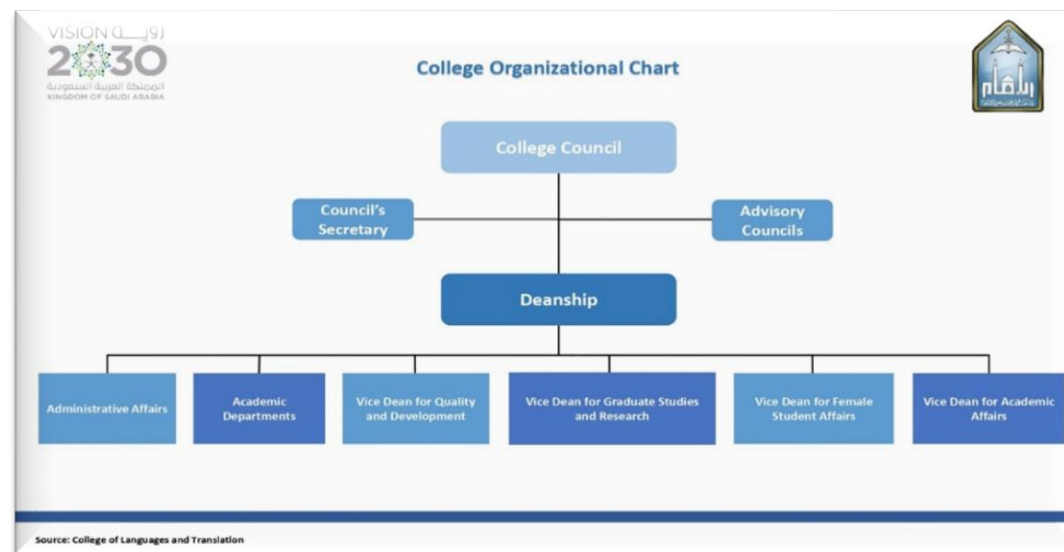 VISION رؤيــة
2030
المملكة العربية السعودية
KINGDOM OF SAUDI ARABIA
College Organizational Chart
الإمام
College Council
Council's
Secretary
Advisory
Councils
Deanship
Administrative Affairs
Academic
Departments
Vice Dean for Quality
and Development
Vice Dean for Graduate Studies
and Research
Vice Dean for Female
Student Affairs
Vice Dean for Academic
Affairs
Source: College of Languages and Translation